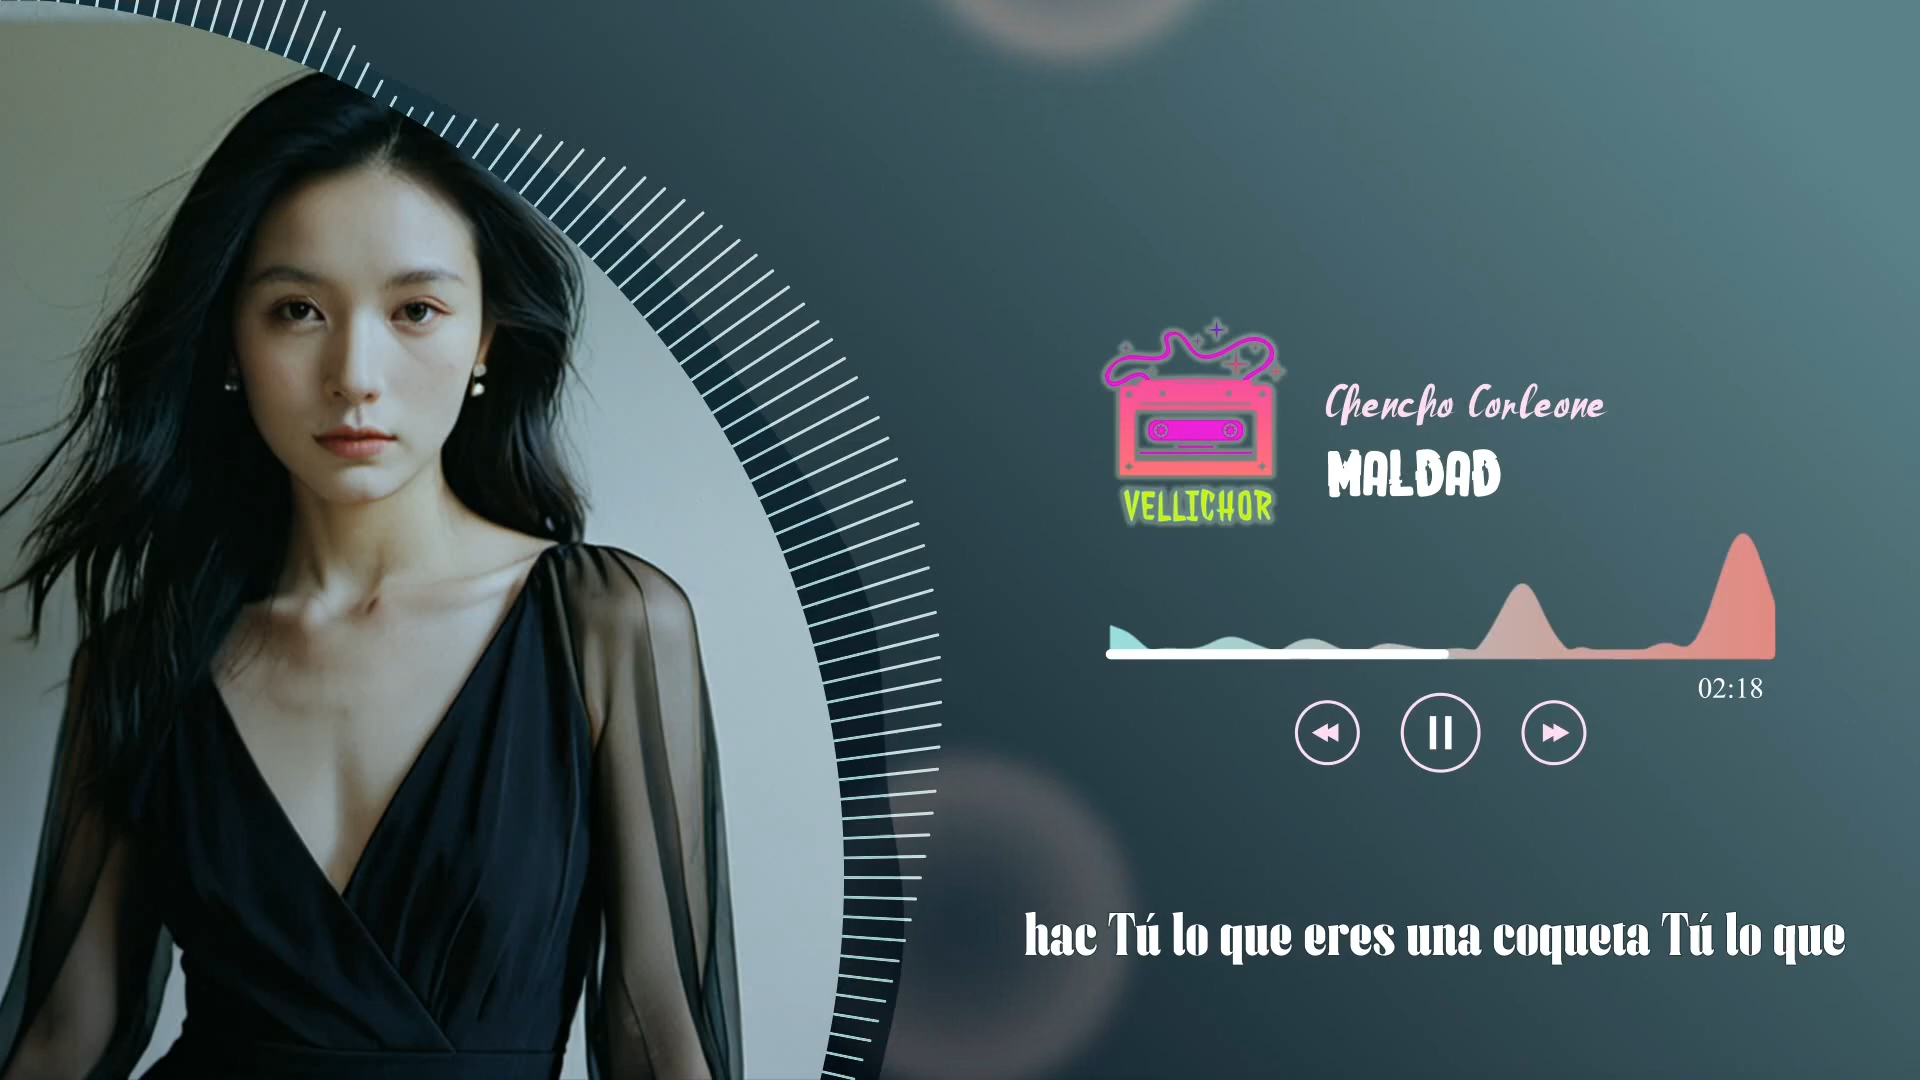 Chencho Corleone
MALDAD
VELLICHOR
02:18
hac Tú lo que eres una coqueta Tú lo que